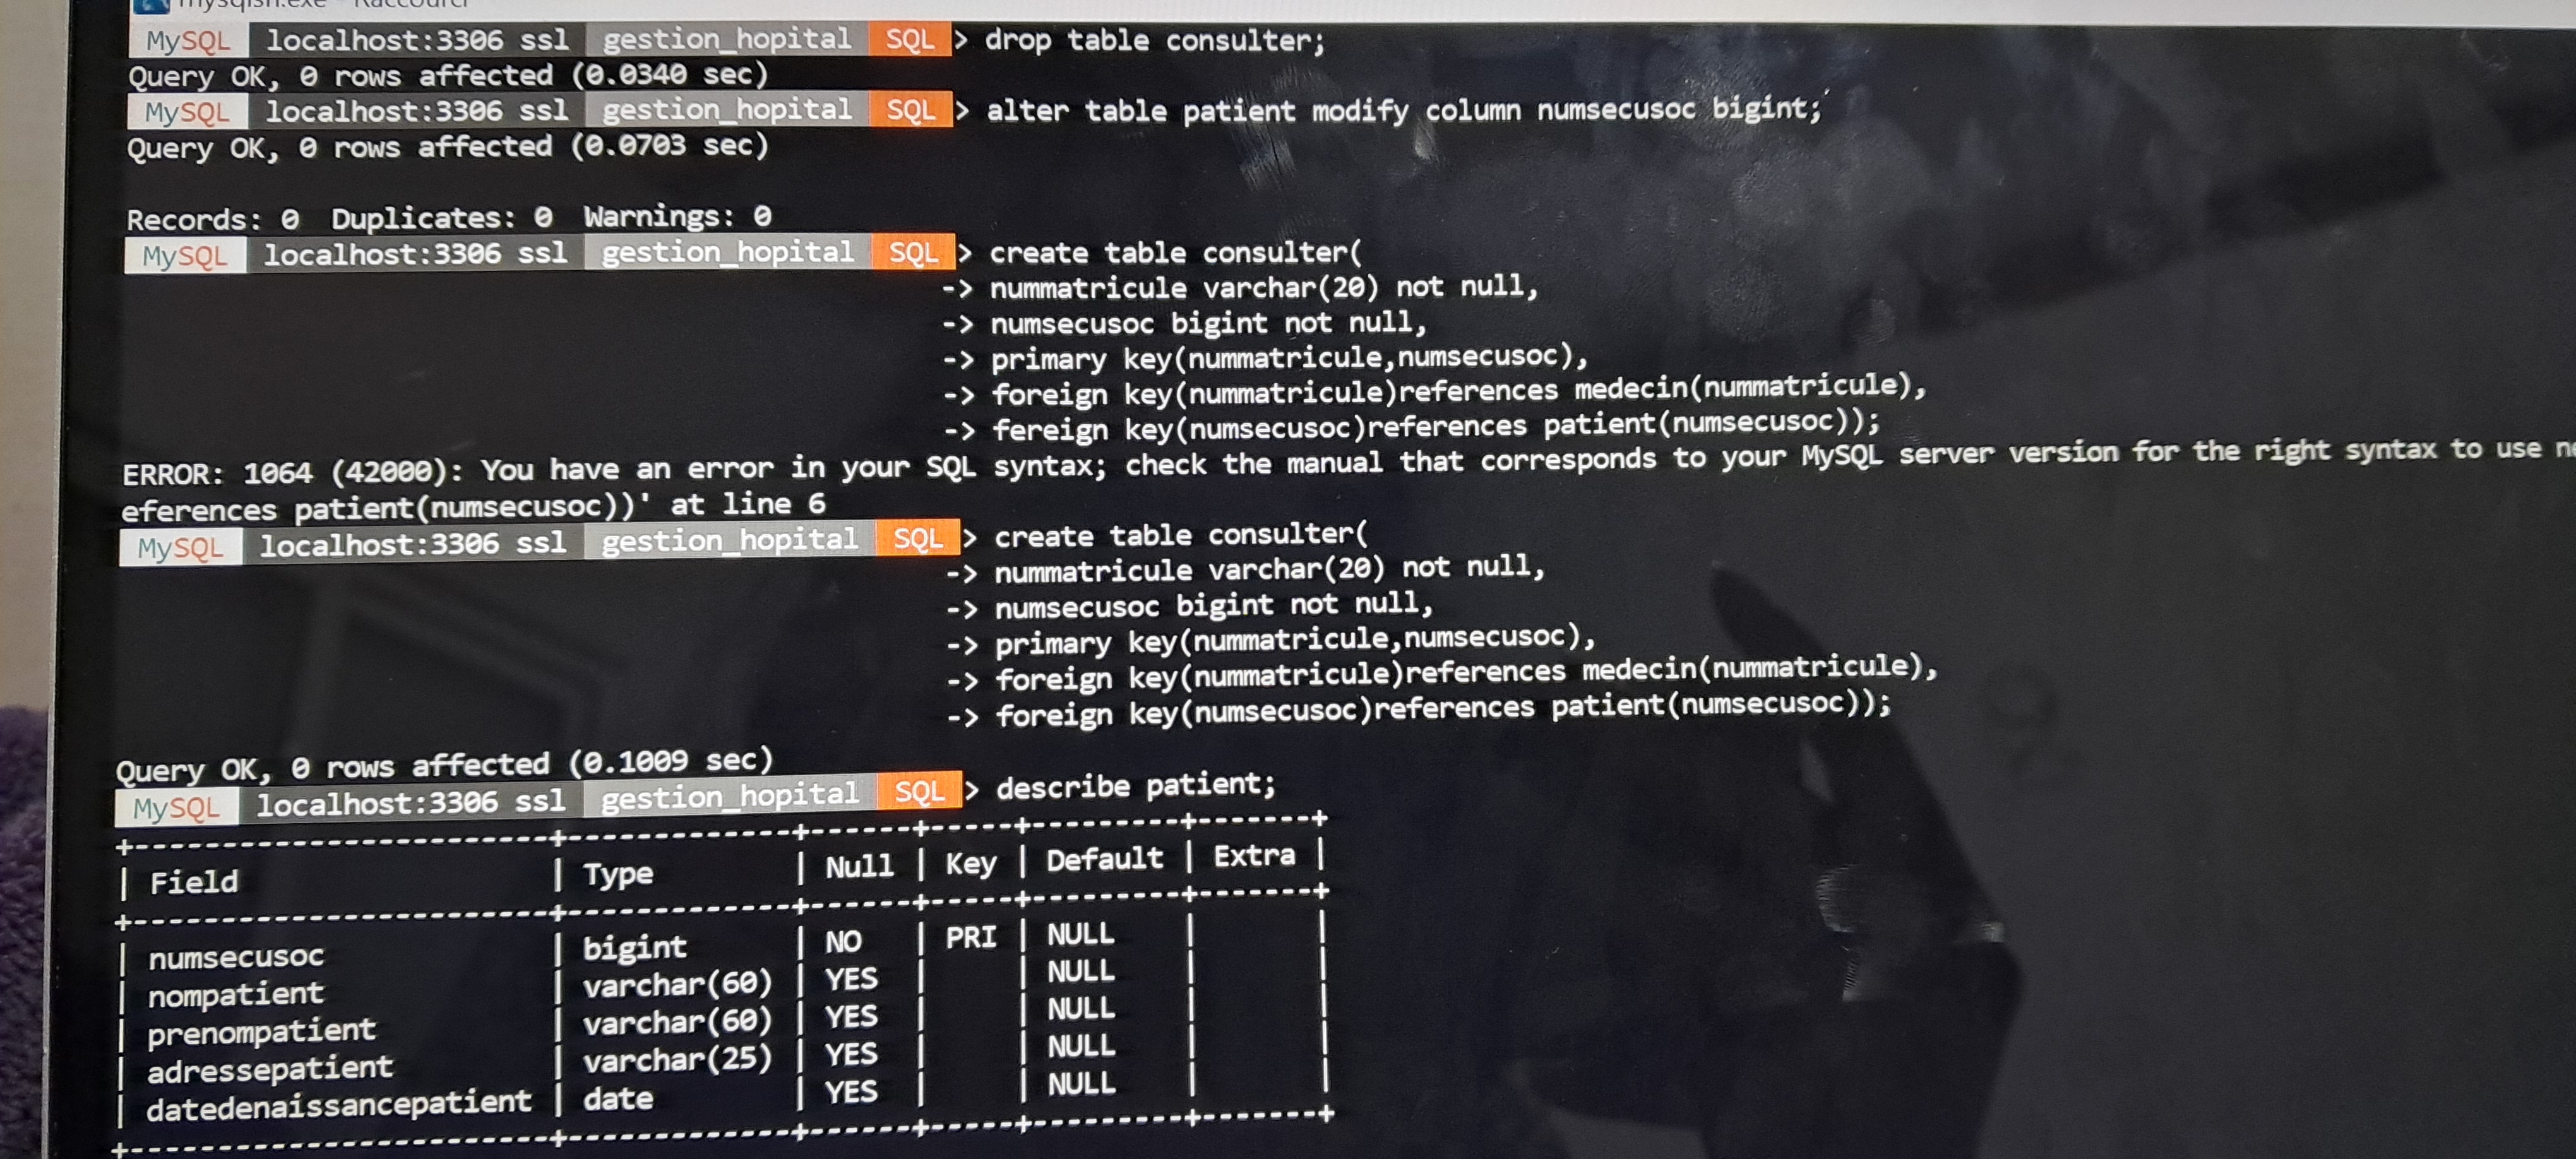 mysqlsh.exe - Raccourci
MySQL localhost:3306 ssl gestion_hopital SQL > drop table consulter;
Query OK, 0 rows affected (0.0340 sec)
MySQL localhost:3306 ssl gestion_hopital SQL > alter table patient modify column numsecusoc bigint;
Query OK, 0 rows affected (0.0703 sec)
Records: 0 Duplicates: 0 Warnings: 0
MySQL localhost:3306 ssl gestion_hopital SQL > create table consulter(
-> nummatricule varchar(20) not null,
-> numsecusoc bigint not null,
-> primary key(nummatricule,numsecusoc),
-> foreign key(nummatricule)references medecin(nummatricule),
-> fereign key(numsecusoc)references patient(numsecusoc));
ERROR: 1064 (42000): You have an error in your SQL syntax; check the manual that corresponds to your MySQL server version for the right syntax to use
eferences patient(numsecusoc))' at line 6
MySQL localhost:3306 ssl gestion_hopital SQL > create table consulter(
-> nummatricule varchar(20) not null,
-> numsecusoc bigint not null,
-> primary key(nummatricule,numsecusoc),
-> foreign key(nummatricule)references medecin(nummatricule),
-> foreign key(numsecusoc)references patient(numsecusoc));
Query OK, 0 rows affected (0.1009 sec)
MySQL localhost:3306 ssl gestion_hopital SQL > describe patient;
+-----------------------+-------------+------+-----+---------+-------+
| Field | Type | Null | Key | Default | Extra |
+-----------------------+-------------+------+-----+---------+-------+
| numsecusoc | bigint | NO | PRI | NULL | |
| nompatient | varchar(60) | YES | | NULL | |
| prenompatient | varchar(60) | YES | | NULL | |
| adressepatient | varchar(25) | YES | | NULL | |
| datedenaissancepatient | date | YES | | NULL | |
+-----------------------+-------------+------+-----+---------+-------+